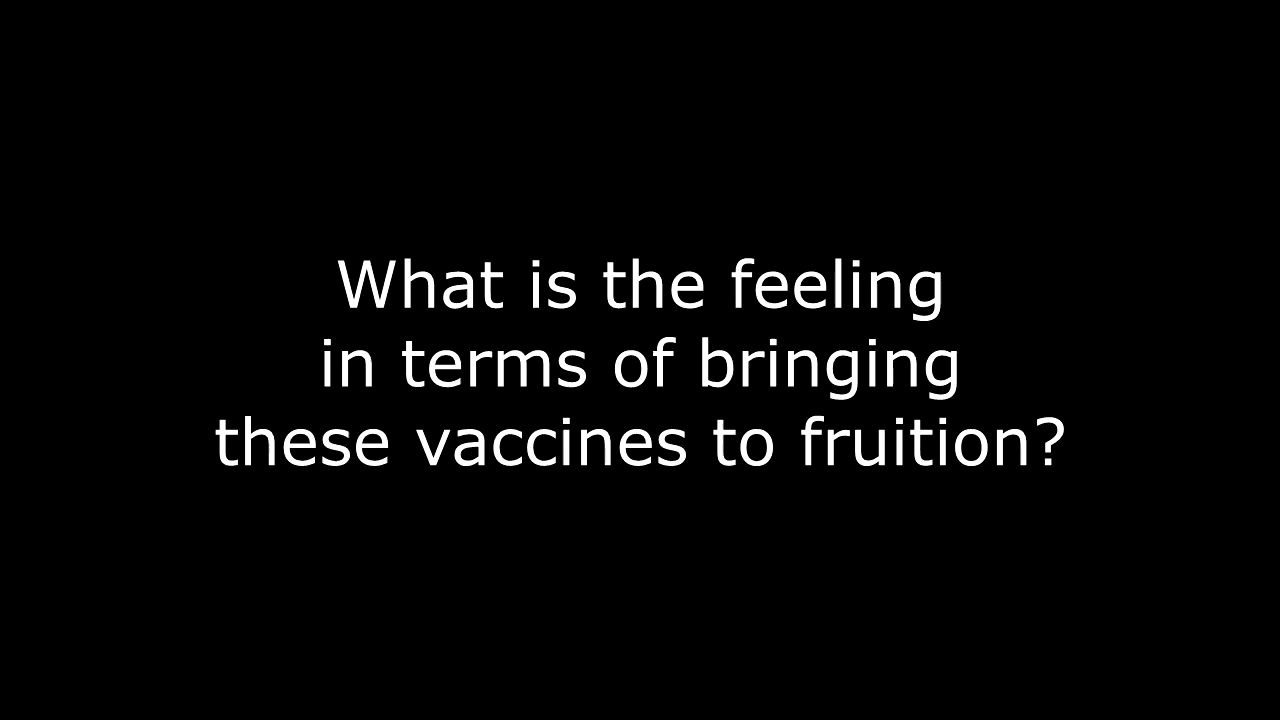 What is the feeling
in terms of bringing
these vaccines to fruition?